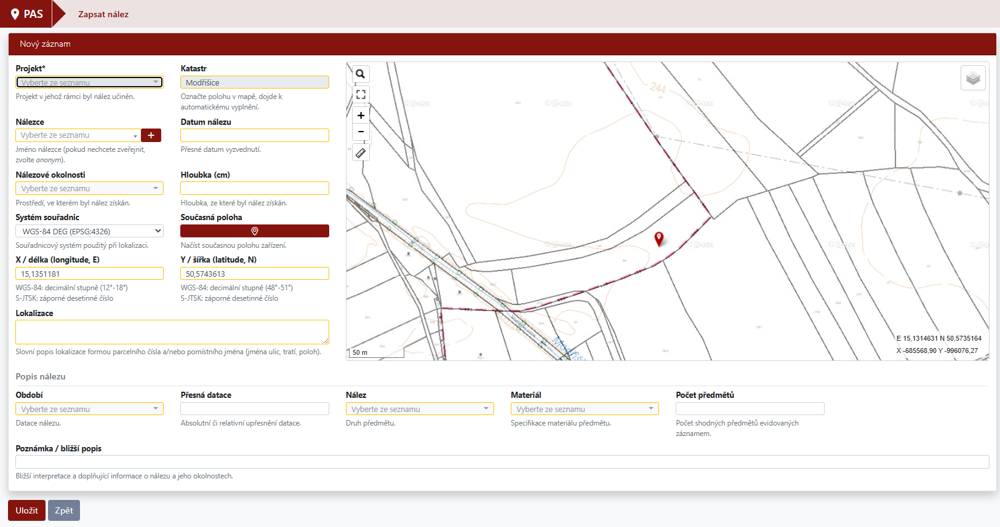 PAS
Zapsat nález
Nový záznam
Projekt*
Vyberte ze seznamu
Projekt v jehož rámci byl nález učiněn.
Katastr
Modřišice
Označte polohu v mapě, dojde k
automatickému vyplnění.
Nálezce
Vyberte ze seznamu
+
Jméno nálezce (pokud nechcete zveřejnit,
zvolte anonym).
Datum nálezu
Přesné datum vyzvednutí.
Nálezové okolnosti
Vyberte ze seznamu
Prostředí, ve kterém byl nález získán.
Hloubka (cm)
Hloubka, ze které byl nález získán.
Systém souřadnic
WGS-84 DEG (EPSG:4326)
Souřadnicový systém použitý při lokalizaci.
Současná poloha
Načíst současnou polohu zařízení.
X / délka (longitude, E)
15,1351181
WGS-84: decimální stupně (12°-18°)
S-JTSK: záporné desetinné číslo
Y / šířka (latitude, N)
50,5743613
WGS-84: decimální stupně (48°-51°)
S-JTSK: záporné desetinné číslo
Lokalizace
Slovní popis lokalizace formou parcelního čísla a/nebo pomístního jména (jména ulic, tratí, poloh).
+
−
244
50 m
E 15,1314631 N 50,5735164
X -685568,90 Y -996076,27
Popis nálezu
Období
Vyberte ze seznamu
Datace nálezu.
Přesná datace
Absolutní či relativní upřesnění datace.
Nález
Vyberte ze seznamu
Druh předmětu.
Materiál
Vyberte ze seznamu
Specifikace materiálu předmětu.
Počet předmětů
Počet shodných předmětů evidovaných
záznamem.
Poznámka / bližší popis
Bližší interpretace a doplňující informace o nálezu a jeho okolnostech.
Uložit
Zpět